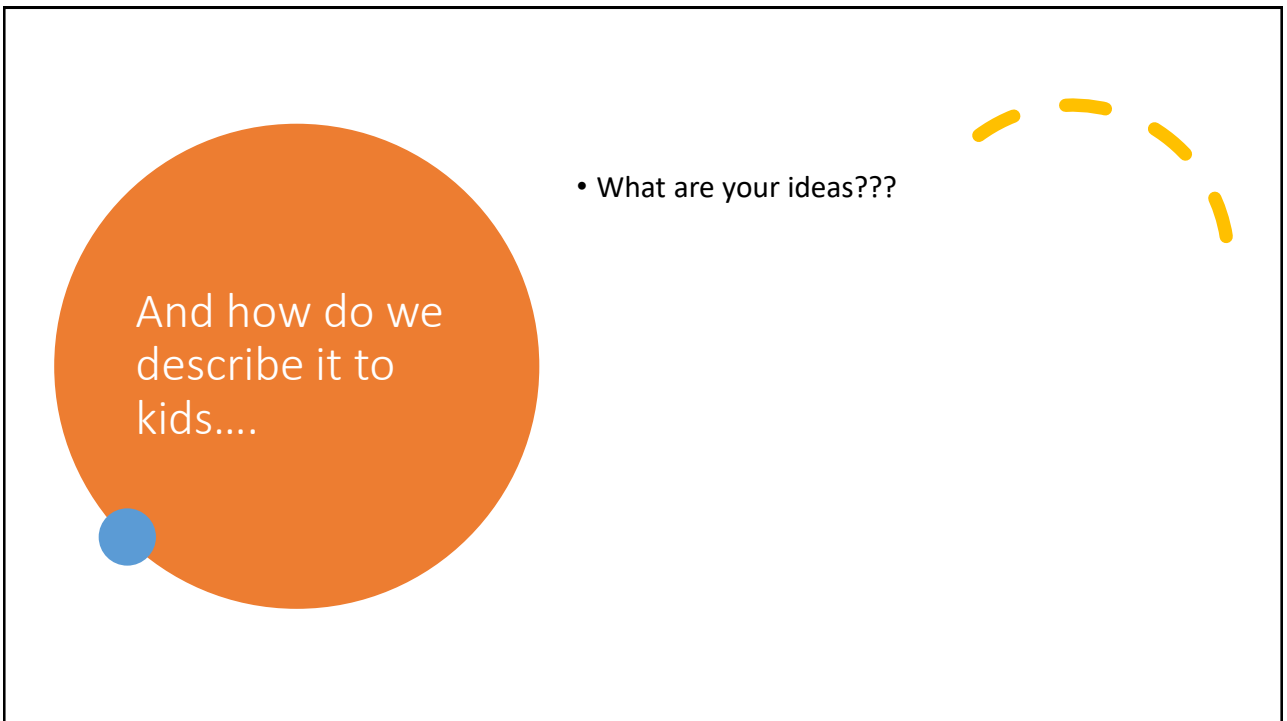 And how do we
describe it to
kids....
• What are your ideas???